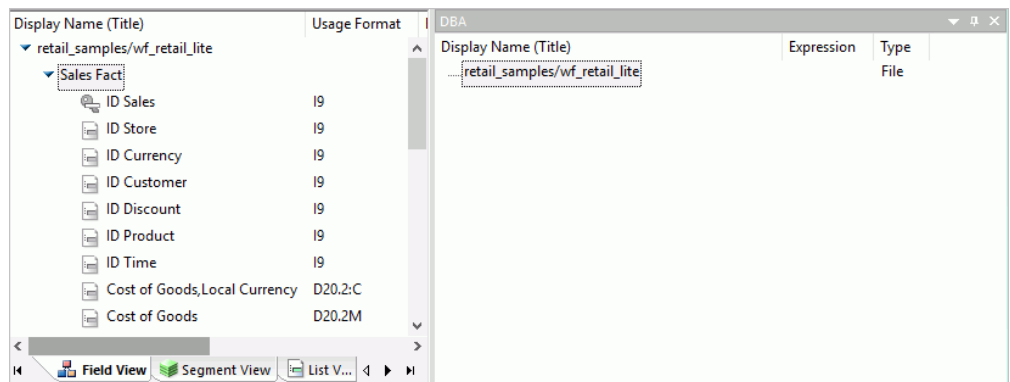 Display Name (Title) Usage Format
retail_samples/wf_retail_lite
Sales Fact
ID Sales I9
ID Store I9
ID Currency I9
ID Customer I9
ID Discount I9
ID Product I9
ID Time I9
Cost of Goods,Local Currency D20.2:C
Cost of Goods D20.2M
Field View Segment View List V...
DBA
Display Name (Title) Expression Type
retail_samples/wf_retail_lite File